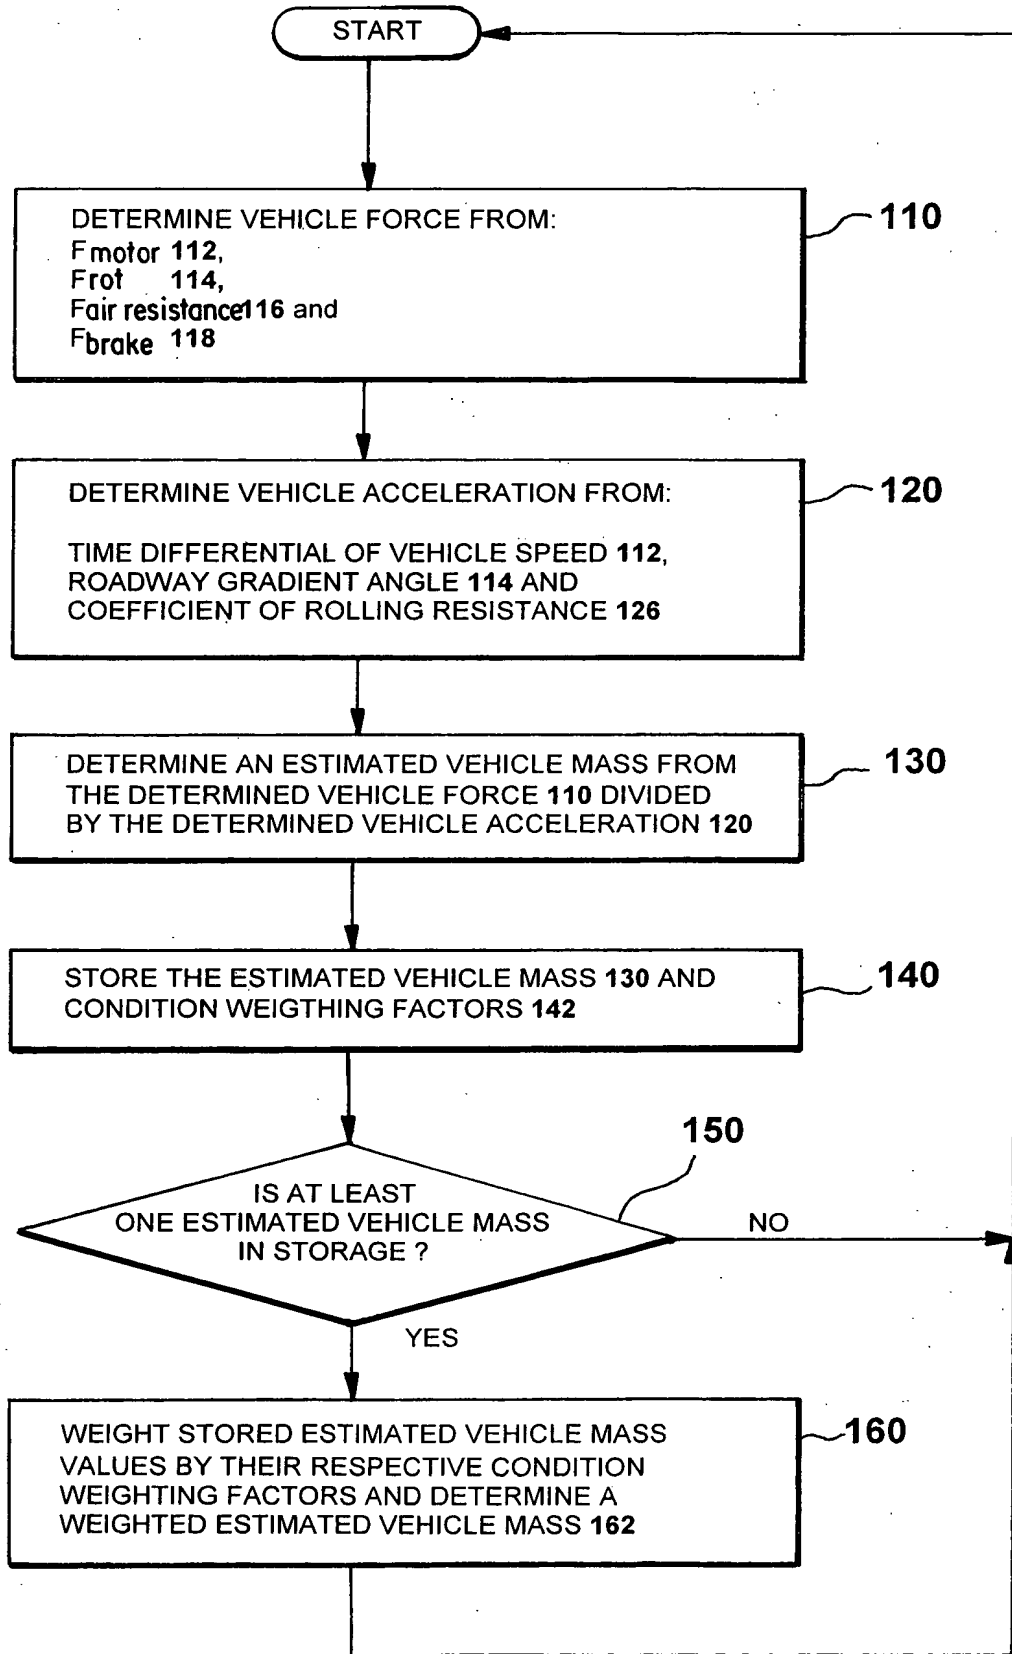 START
DETERMINE VEHICLE FORCE FROM:
Fmotor 112,
Frot 114,
Fair resistance116 and
Fbrake 118
110
DETERMINE VEHICLE ACCELERATION FROM:
TIME DIFFERENTIAL OF VEHICLE SPEED 112,
ROADWAY GRADIENT ANGLE 114 AND
COEFFICIENT OF ROLLING RESISTANCE 126
120
DETERMINE AN ESTIMATED VEHICLE MASS FROM
THE DETERMINED VEHICLE FORCE 110 DIVIDED
BY THE DETERMINED VEHICLE ACCELERATION 120
130
STORE THE ESTIMATED VEHICLE MASS 130 AND
CONDITION WEIGTHING FACTORS 142
140
150
IS AT LEAST
ONE ESTIMATED VEHICLE MASS
IN STORAGE ?
NO
YES
WEIGHT STORED ESTIMATED VEHICLE MASS
VALUES BY THEIR RESPECTIVE CONDITION
WEIGHTING FACTORS AND DETERMINE A
WEIGHTED ESTIMATED VEHICLE MASS 162
160